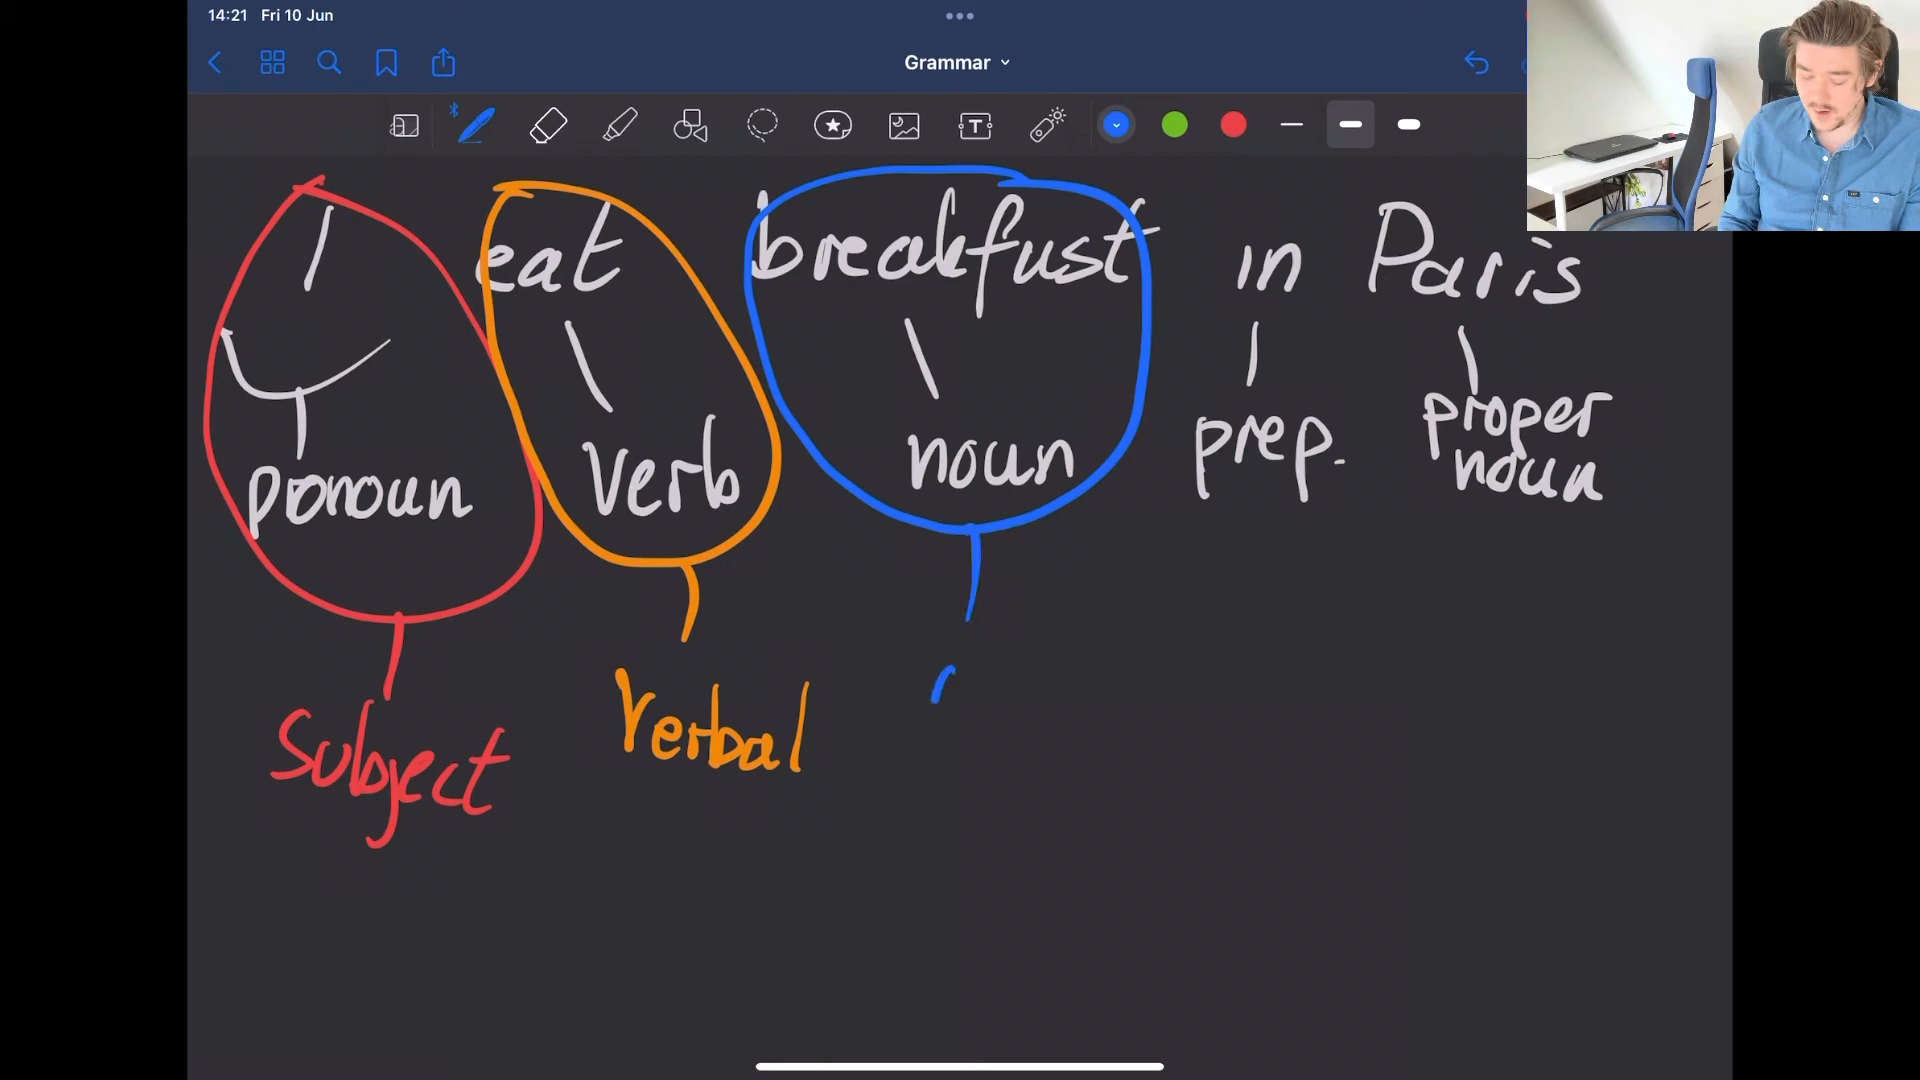 14:21 Fri 10 Jun
Grammar
I eat breakfust in Paris
pronoun verb noun prep. proper noun
Subject Verbal